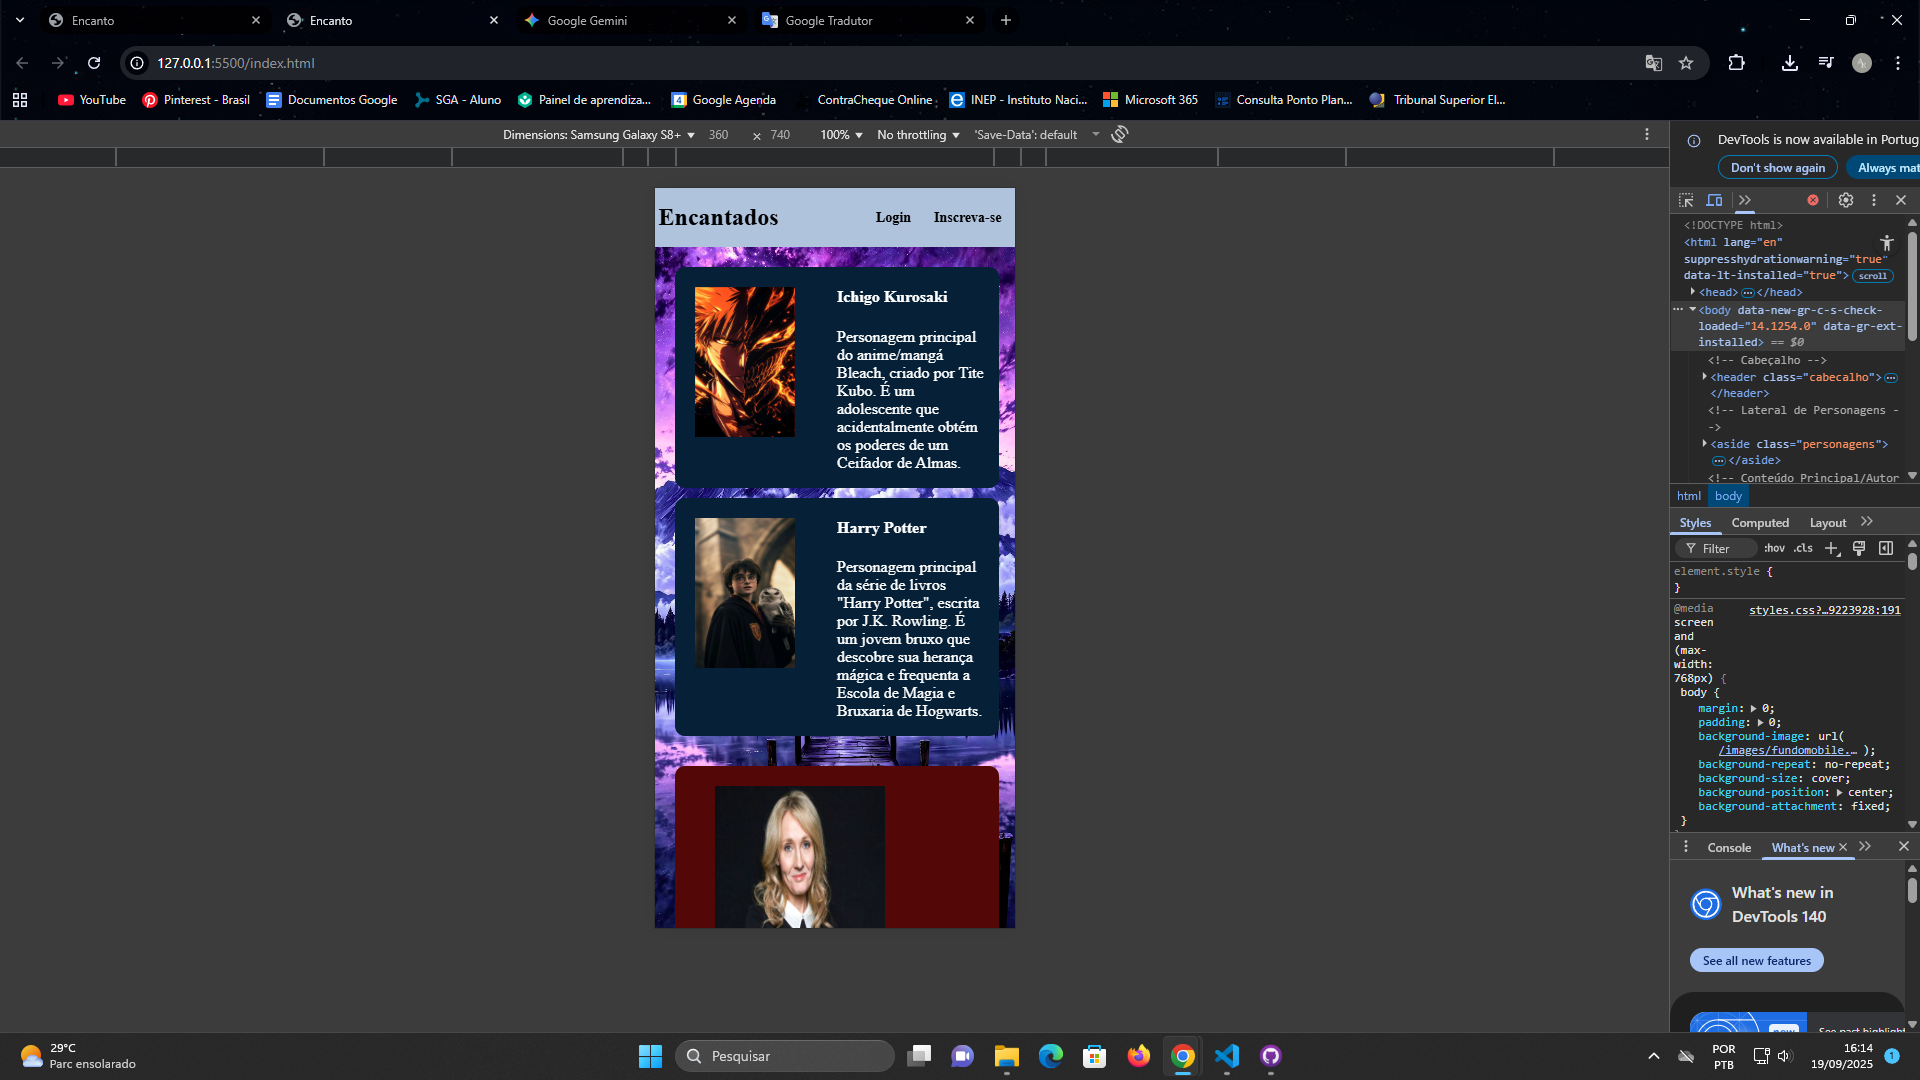 Encanto
Encanto
Google Gemini
Google Tradutor
127.0.0.1:5500/index.html
YouTube
Pinterest - Brasil
Documentos Google
SGA - Aluno
Painel de aprendiza...
Google Agenda
ContraCheque Online
INEP - Instituto Naci...
Microsoft 365
Consulta Ponto Plan...
Tribunal Superior El...
Dimensions: Samsung Galaxy S8+ 360 × 740 100% No throttling 'Save-Data': default
Encantados
Login
Inscreva-se
Ichigo Kurosaki
Personagem principal
do anime/mangá
Bleach, criado por Tite
Kubo. É um
adolescente que
acidentalmente obtém
os poderes de um
Ceifador de Almas.
Harry Potter
Personagem principal
da série de livros
"Harry Potter", escrita
por J.K. Rowling. É
um jovem bruxo que
descobre sua herança
mágica e frequenta a
Escola de Magia e
Bruxaria de Hogwarts.
DevTools is now available in Portug
Don't show again
Always mat
<!DOCTYPE html>
<html lang="en"
suppresshydrationwarning="true"
data-lt-installed="true"> scroll
<head> ••• </head>
••• <body data-new-gr-c-s-check-
loaded="14.1254.0" data-gr-ext-
installed> == $0
<!-- Cabeçalho -->
<header class="cabecalho"> •••
</header>
<!-- Lateral de Personagens -
->
<aside class="personagens">
••• </aside>
<!-- Conteúdo Principal/Autor
html body
Styles Computed Layout
Filter :hov .cls
element.style {
}
@media styles.css?…9223928:191
screen
and
(max-
width:
768px) {
body {
margin: 0;
padding: 0;
background-image: url(
/images/fundomobile.… );
background-repeat: no-repeat;
background-size: cover;
background-position: center;
background-attachment: fixed;
}
Console What's new
What's new in
DevTools 140
See all new features
new
See past highlight
29°C
Parc ensolarado
Pesquisar
POR
PTB
16:14
19/09/2025
1